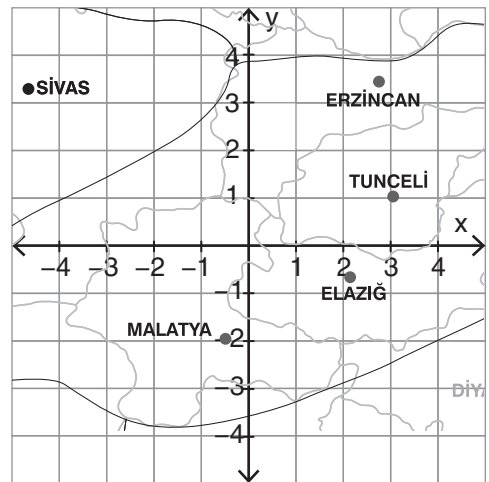 y
4
SİVAS
ERZİNCAN
3
2
TUNCELİ
1
x
−4 −3 −2 −1 1 2 3 4
−1
ELAZIĞ
MALATYA
−2
−3
DİY
−4